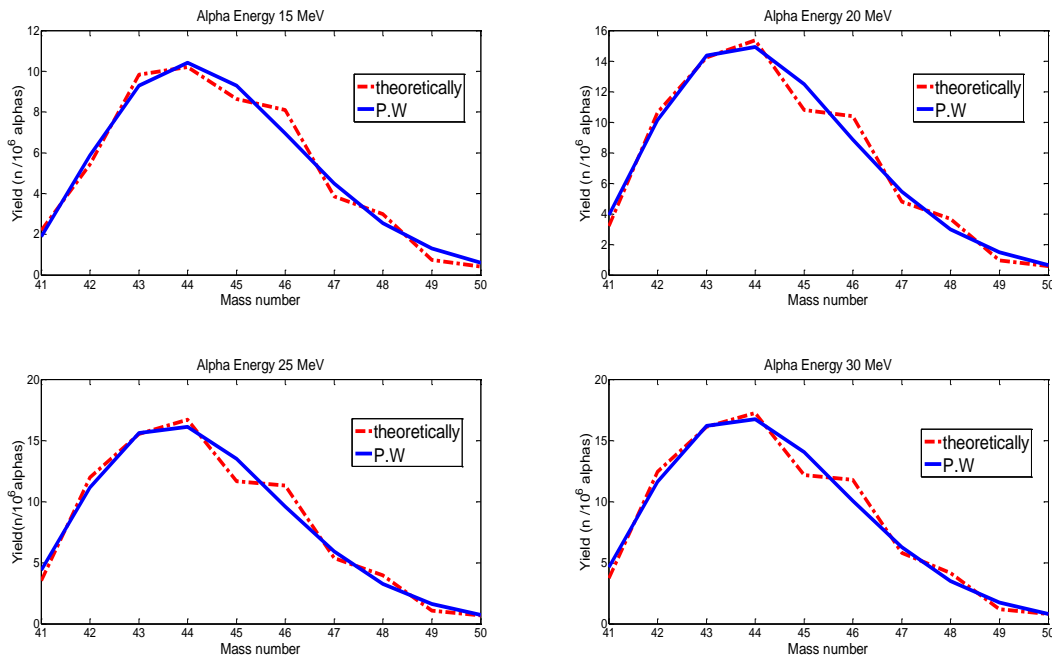 Alpha Energy 15 MeV
12
10
8
6
4
2
0
Yield (n /10^6 alphas)
theoretically
P.W
41 42 43 44 45 46 47 48 49 50
Mass number
Alpha Energy 20 MeV
16
14
12
10
8
6
4
2
0
Yield (n /10^6 alphas)
theoretically
P.W
41 42 43 44 45 46 47 48 49 50
Mass number
Alpha Energy 25 MeV
20
15
10
5
0
Yield(n/10^6 alphas)
theoretically
P.W
41 42 43 44 45 46 47 48 49 50
Mass number
Alpha Energy 30 MeV
20
15
10
5
0
Yield (n /10^6 alphas)
theoretically
P.W
41 42 43 44 45 46 47 48 49 50
Mass number